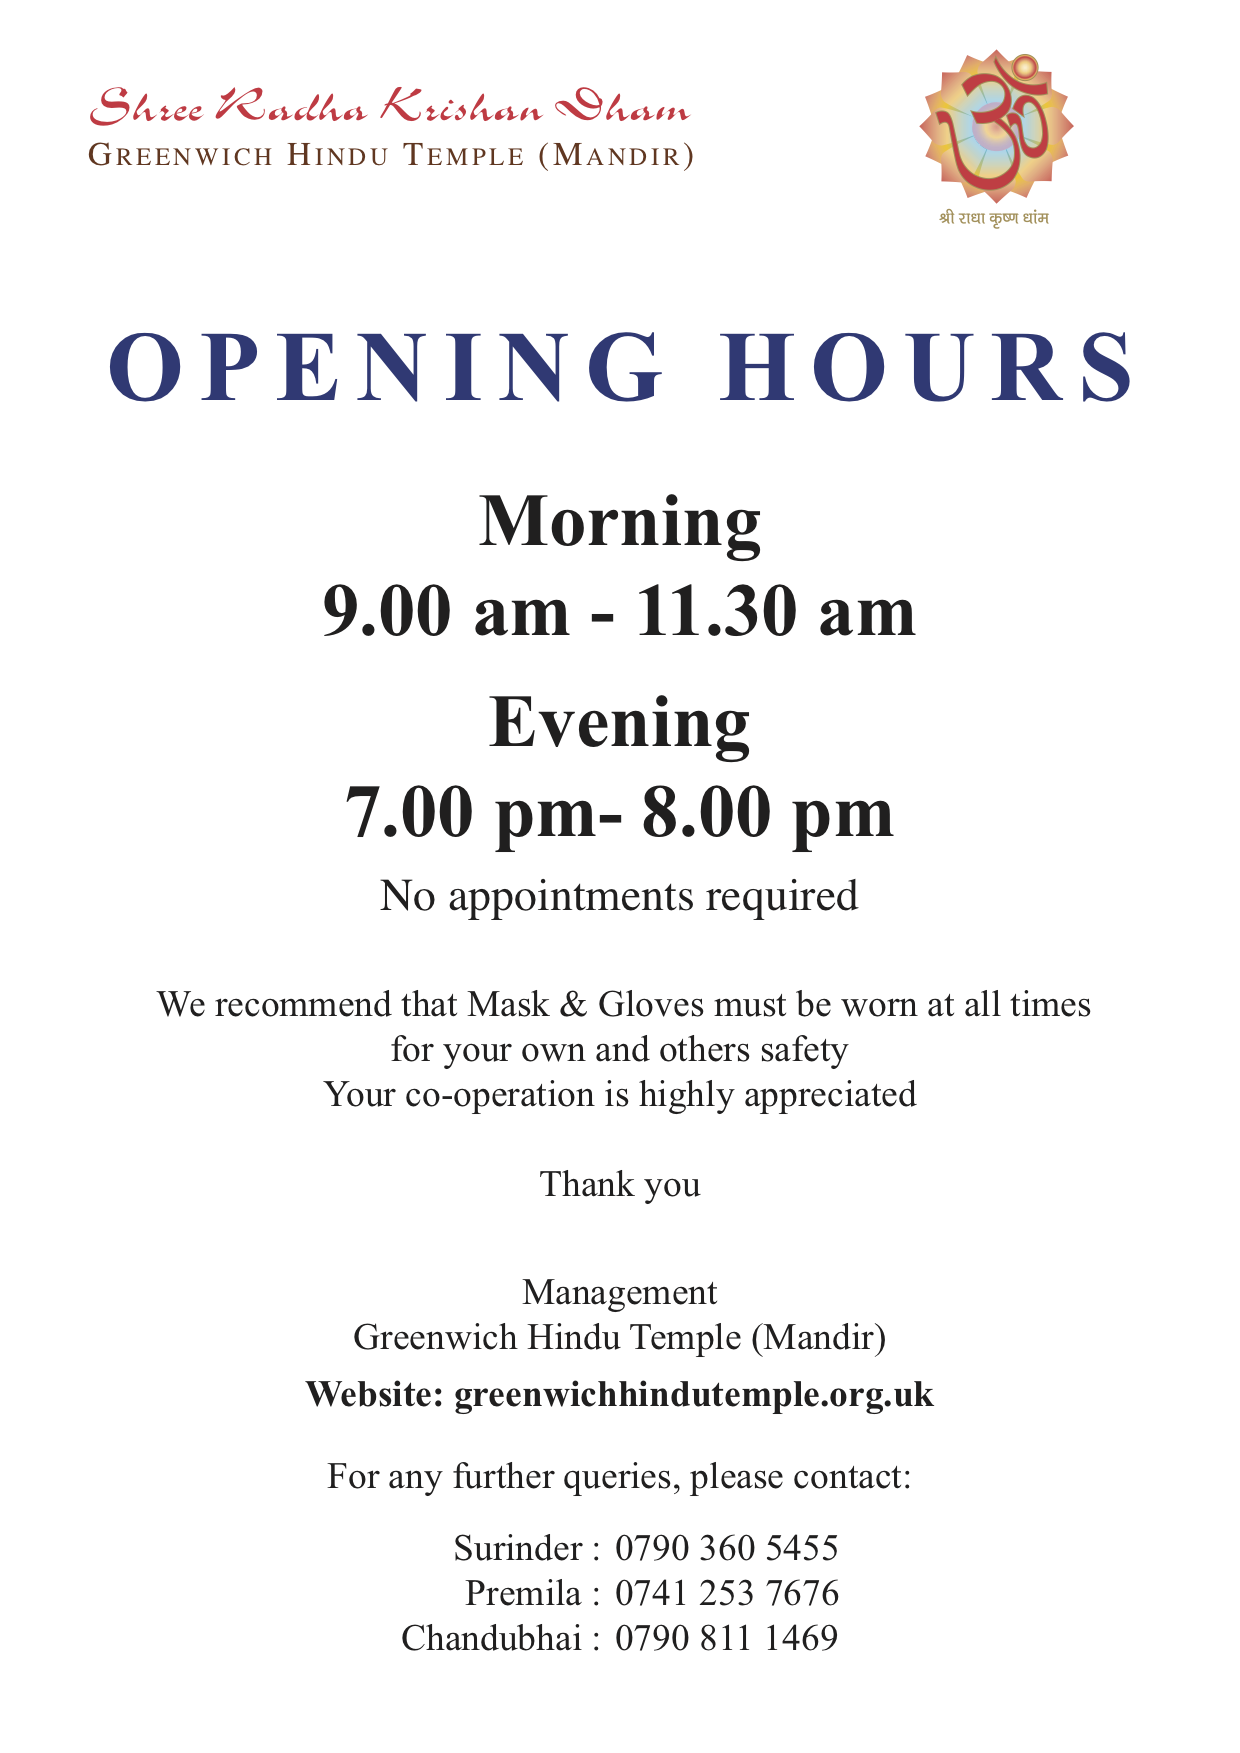 Shree Radha Krishan Dham
GREENWICH HINDU TEMPLE (MANDIR)
ॐ
श्री राधा कृष्ण धांम
OPENING HOURS
Morning
9.00 am - 11.30 am
Evening
7.00 pm- 8.00 pm
No appointments required
We recommend that Mask & Gloves must be worn at all times
for your own and others safety
Your co-operation is highly appreciated
Thank you
Management
Greenwich Hindu Temple (Mandir)
Website: greenwichhindutemple.org.uk
For any further queries, please contact:
Surinder : 0790 360 5455
Premila : 0741 253 7676
Chandubhai : 0790 811 1469